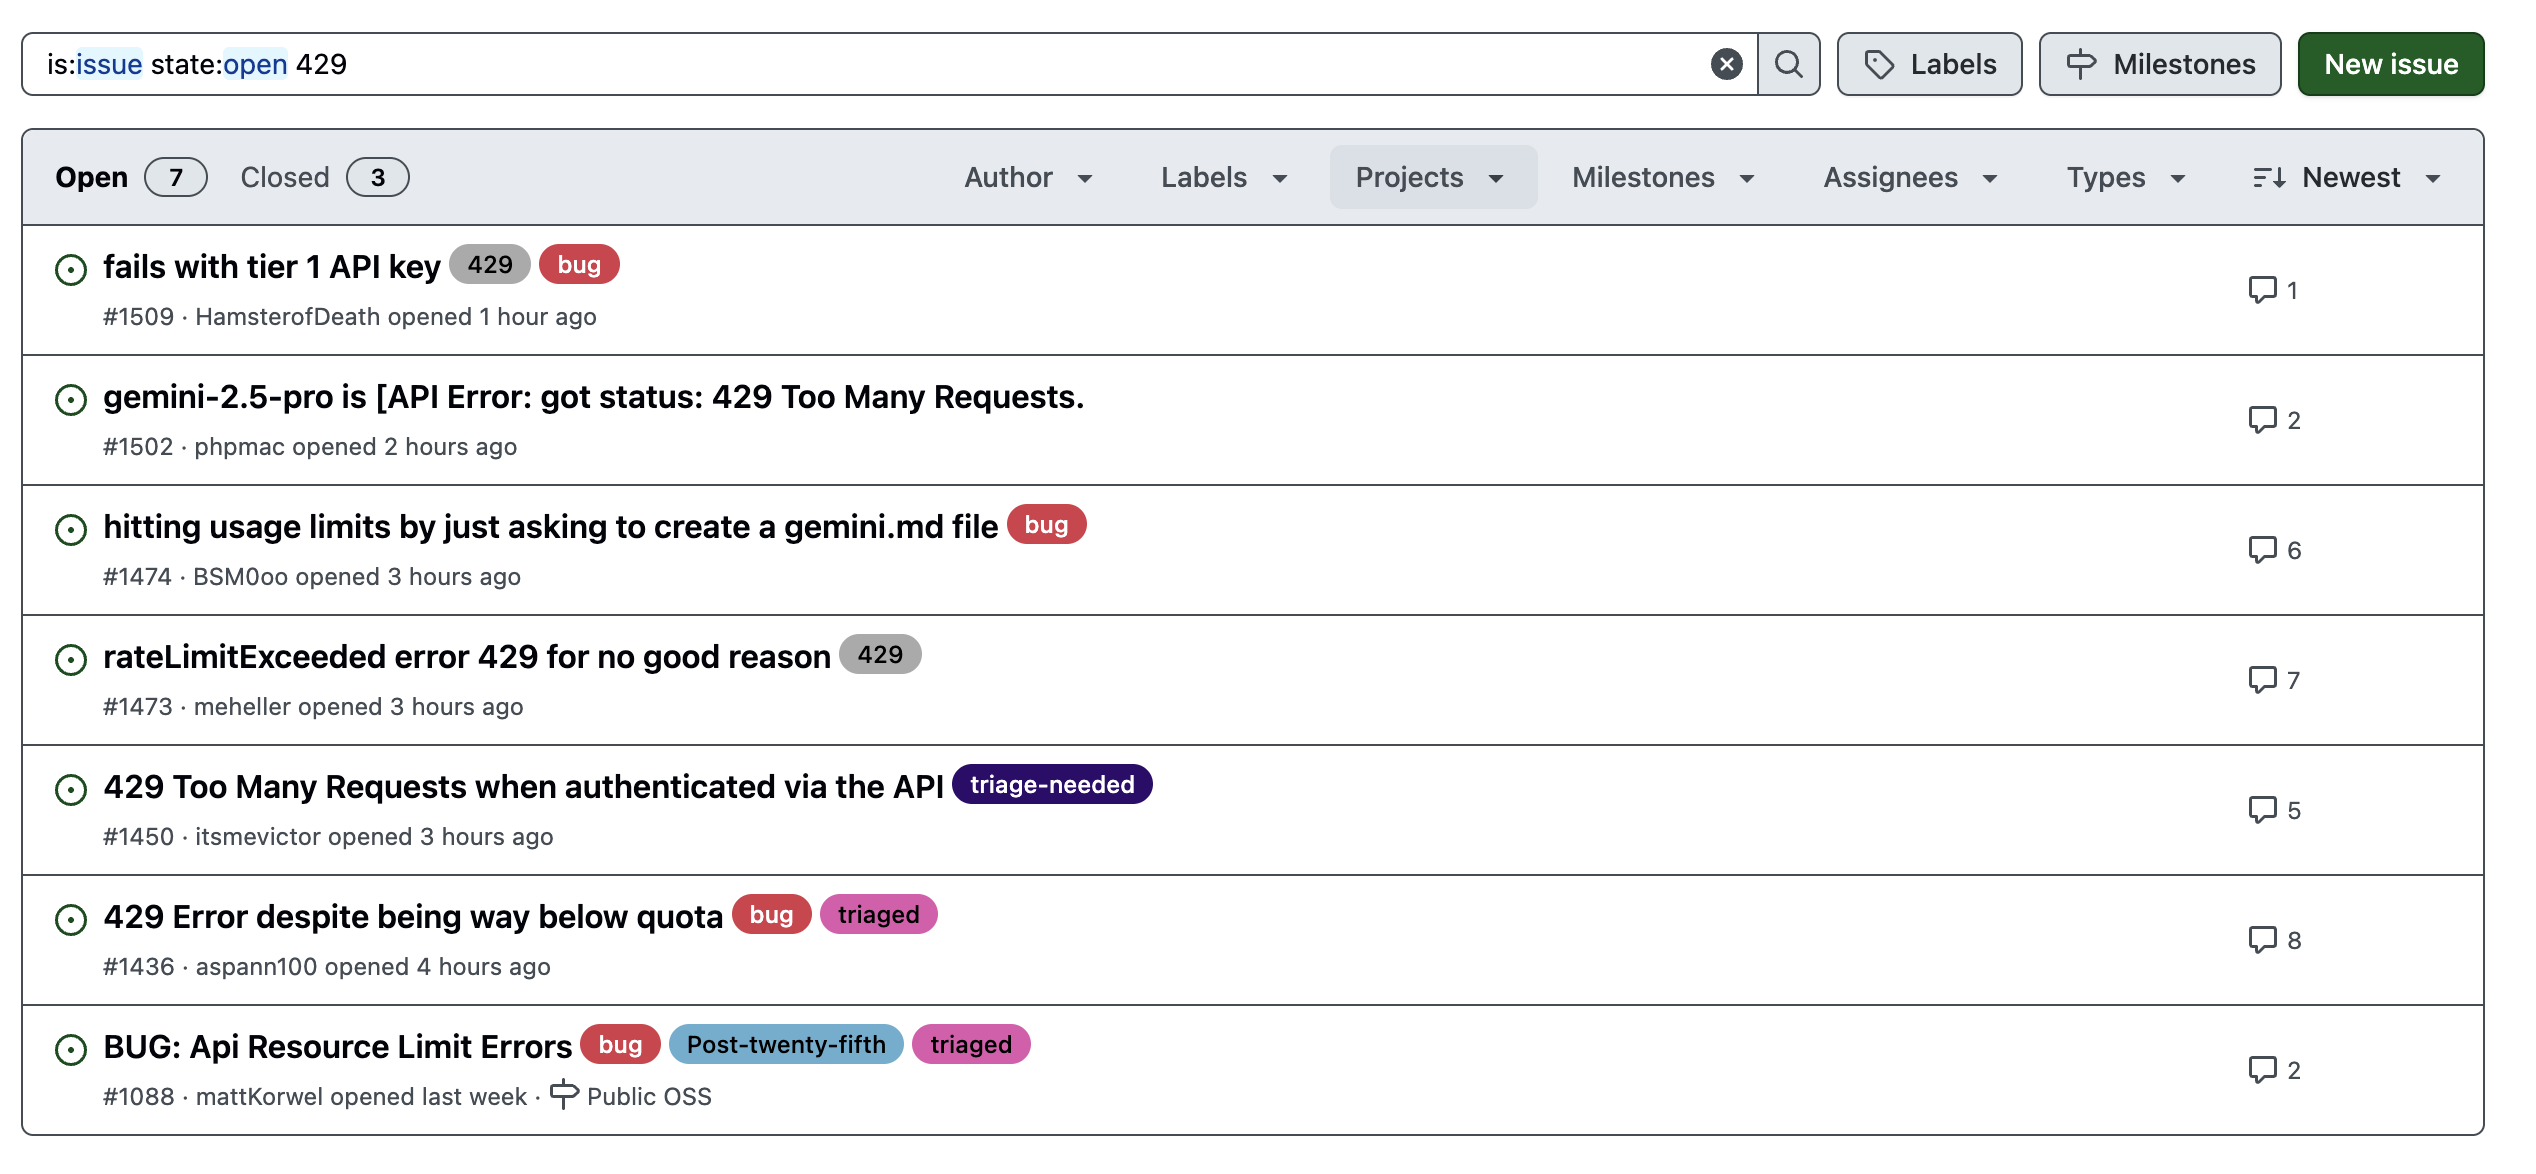 is:issue state:open 429
Labels
Milestones
New issue
Open 7 Closed 3 Author Labels Projects Milestones Assignees Types Newest
fails with tier 1 API key 429 bug
#1509 · HamsterofDeath opened 1 hour ago
1
gemini-2.5-pro is [API Error: got status: 429 Too Many Requests.
#1502 · phpmac opened 2 hours ago
2
hitting usage limits by just asking to create a gemini.md file bug
#1474 · BSM0oo opened 3 hours ago
6
rateLimitExceeded error 429 for no good reason 429
#1473 · meheller opened 3 hours ago
7
429 Too Many Requests when authenticated via the API triage-needed
#1450 · itsmevictor opened 3 hours ago
5
429 Error despite being way below quota bug triaged
#1436 · aspann100 opened 4 hours ago
8
BUG: Api Resource Limit Errors bug Post-twenty-fifth triaged
#1088 · mattKorwel opened last week · Public OSS
2